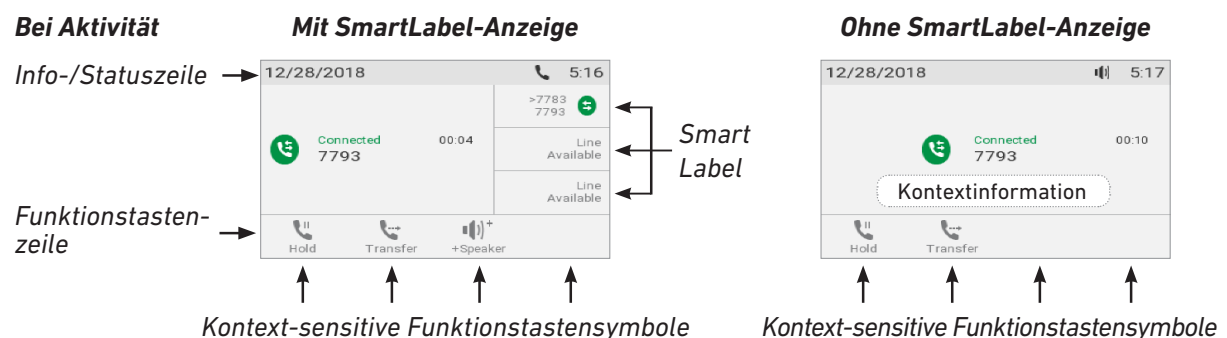 Bei Aktivität
Mit SmartLabel-Anzeige
Ohne SmartLabel-Anzeige
Info-/Statuszeile
12/28/2018 5:16
12/28/2018 5:17
>7783
7793
Connected 00:04
7793
Line
Available
Line
Available
Smart
Label
Connected 00:10
7793
Kontextinformation
Funktionstasten-
zeile
Hold Transfer +Speaker
Hold Transfer
Kontext-sensitive Funktionstastensymbole
Kontext-sensitive Funktionstastensymbole